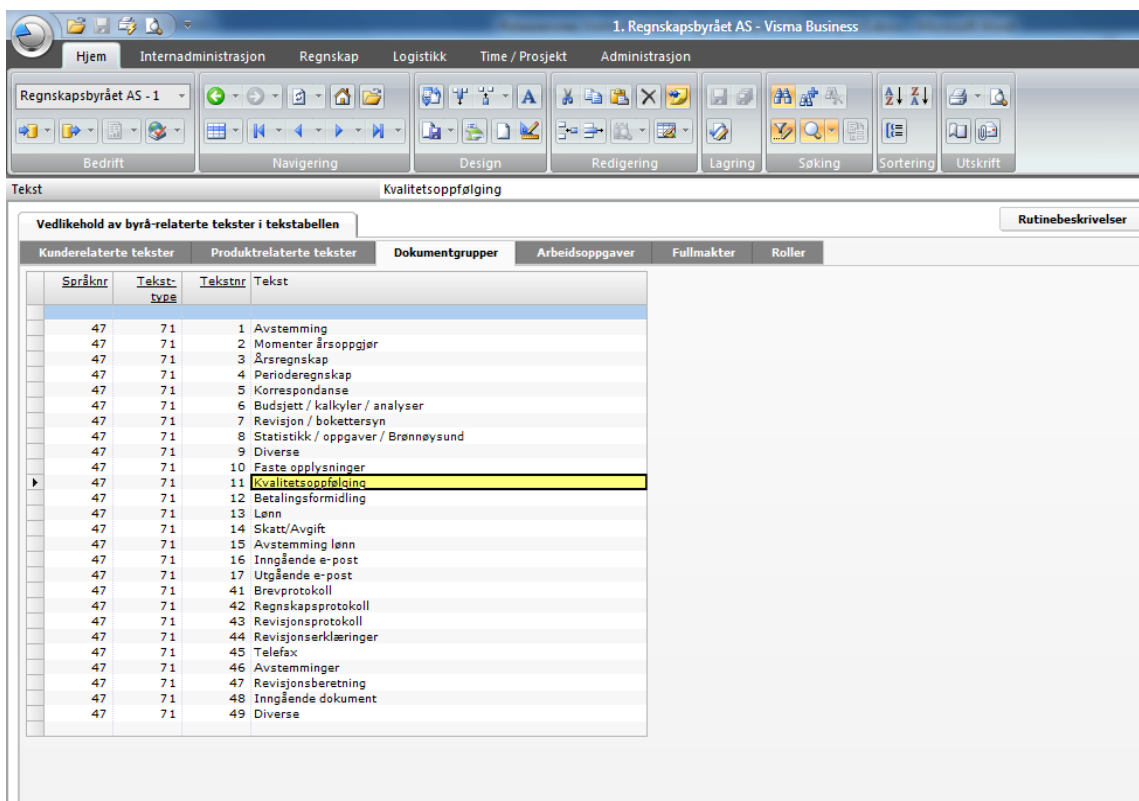 1. Regnskapsbyrået AS - Visma Business
Hjem Internadministrasjon Regnskap Logistikk Time / Prosjekt Administrasjon
Regnskapsbyrået AS - 1
Bedrift Navigering Design Redigering Lagring Søking Sortering Utskrift
Tekst Kvalitetsoppfølging
Vedlikehold av byrå-relaterte tekster i tekstabellen Rutinebeskrivelser
Kunderelaterte tekster Produktrelaterte tekster Dokumentgrupper Arbeidsoppgaver Fullmakter Roller
Språknr Tekst- Tekstnr Tekst
type
47 71 1 Avstemming
47 71 2 Momenter årsoppgjør
47 71 3 Årsregnskap
47 71 4 Perioderegnskap
47 71 5 Korrespondanse
47 71 6 Budsjett / kalkyler / analyser
47 71 7 Revisjon / bokettersyn
47 71 8 Statistikk / oppgaver / Brønnøysund
47 71 9 Diverse
47 71 10 Faste opplysninger
47 71 11 Kvalitetsoppfølging
47 71 12 Betalingsformidling
47 71 13 Lønn
47 71 14 Skatt/Avgift
47 71 15 Avstemming lønn
47 71 16 Inngående e-post
47 71 17 Utgående e-post
47 71 41 Brevprotokoll
47 71 42 Regnskapsprotokoll
47 71 43 Revisjonsprotokoll
47 71 44 Revisjonserklæringer
47 71 45 Telefax
47 71 46 Avstemminger
47 71 47 Revisjonsberetning
47 71 48 Inngående dokument
47 71 49 Diverse